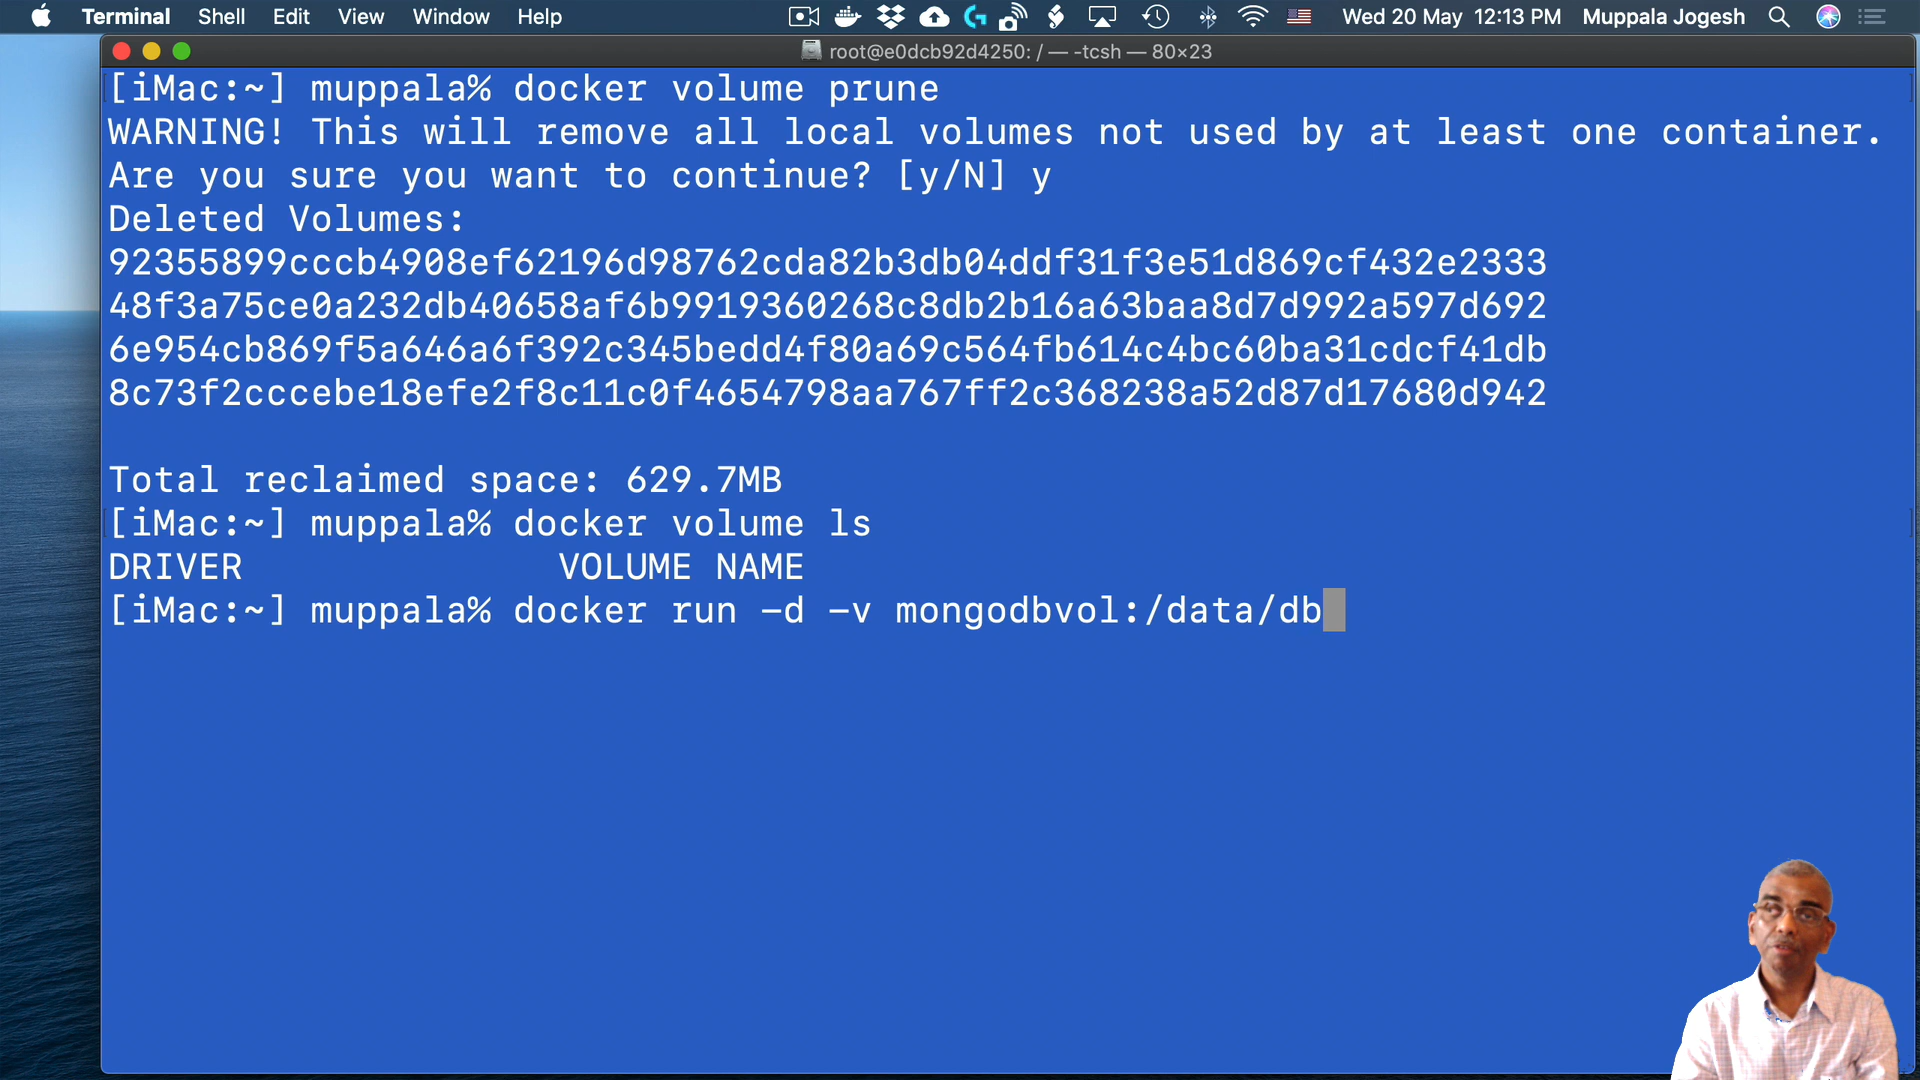 Terminal Shell Edit View Window Help Wed 20 May 12:13 PM Muppala Jogesh
root@e0dcb92d4250: / — -tcsh — 80×23
[iMac:~] muppala% docker volume prune
WARNING! This will remove all local volumes not used by at least one container.
Are you sure you want to continue? [y/N] y
Deleted Volumes:
92355899cccb4908ef62196d98762cda82b3db04ddf31f3e51d869cf432e2333
48f3a75ce0a232db40658af6b9919360268c8db2b16a63baa8d7d992a597d692
6e954cb869f5a646a6f392c345bedd4f80a69c564fb614c4bc60ba31cdcf41db
8c73f2cccebe18efe2f8c11c0f4654798aa767ff2c368238a52d87d17680d942
Total reclaimed space: 629.7MB
[iMac:~] muppala% docker volume ls
DRIVER VOLUME NAME
[iMac:~] muppala% docker run -d -v mongodbvol:/data/db